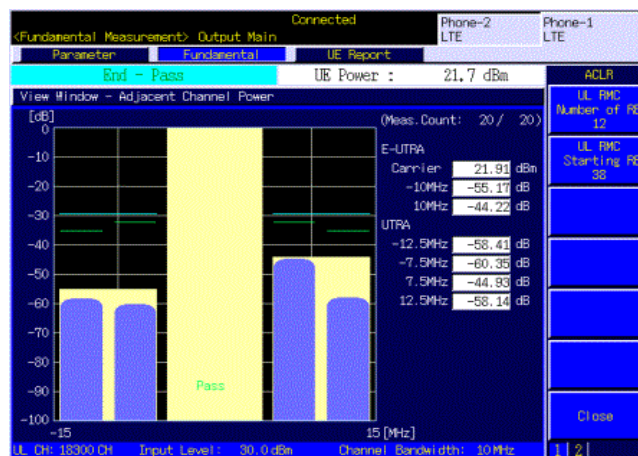 Connected
Phone-2
LTE
Phone-1
LTE
<Fundamental Measurement> Output Main
Parameter
Fundamental
UE Report
End - Pass
UE Power : 21.7 dBm
ACLR
View Window - Adjacent Channel Power
UL RMC
Number of RB
12
UL RMC
Starting RB
38
Close
1 2
[dB]
0
-10
-20
-30
-40
-50
-60
-70
-80
-90
-100
-15
15 [MHz]
Pass
(Meas.Count: 20/ 20)
E-UTRA
Carrier 21.91 dBm
-10MHz -55.17 dB
10MHz -44.22 dB
UTRA
-12.5MHz -58.41 dB
-7.5MHz -60.35 dB
7.5MHz -44.93 dB
12.5MHz -58.14 dB
UL CH: 18300 CH Input Level: 30.0 dBm Channel Bandwidth: 10 MHz